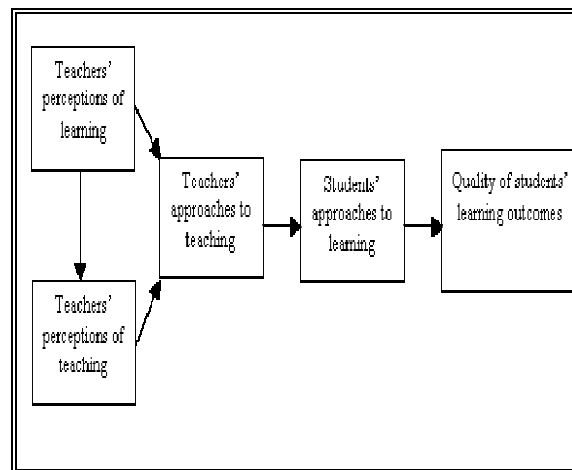 Teachers'
perceptions of
learning
Teachers'
approaches to
teaching
Students'
approaches to
learning
Quality of students'
learning outcomes
Teachers'
perceptions of
teaching